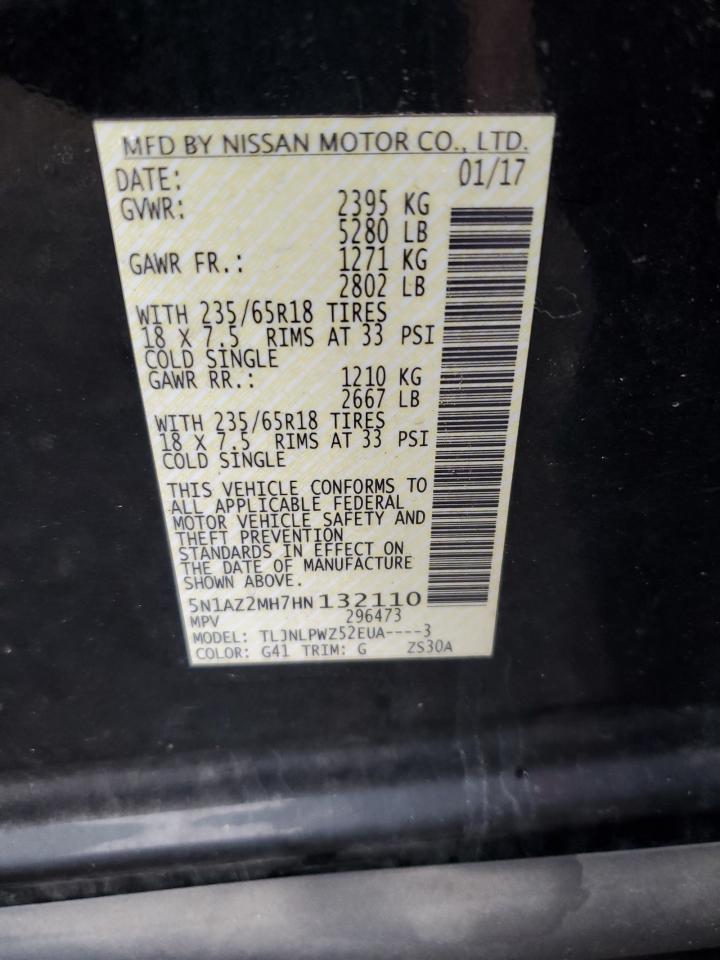 MFD BY NISSAN MOTOR CO., LTD.
DATE: 01/17
GVWR: 2395 KG
5280 LB
GAWR FR.: 1271 KG
2802 LB
WITH 235/65R18 TIRES
18 X 7.5 RIMS AT 33 PSI
COLD SINGLE
GAWR RR.: 1210 KG
2667 LB
WITH 235/65R18 TIRES
18 X 7.5 RIMS AT 33 PSI
COLD SINGLE
THIS VEHICLE CONFORMS TO
ALL APPLICABLE FEDERAL
MOTOR VEHICLE SAFETY AND
THEFT PREVENTION
STANDARDS IN EFFECT ON
THE DATE OF MANUFACTURE
SHOWN ABOVE.
5N1AZ2MH7HN132110
MPV 296473
MODEL: TLJNLPWZ52EUA----3
COLOR: G41 TRIM: G ZS30A